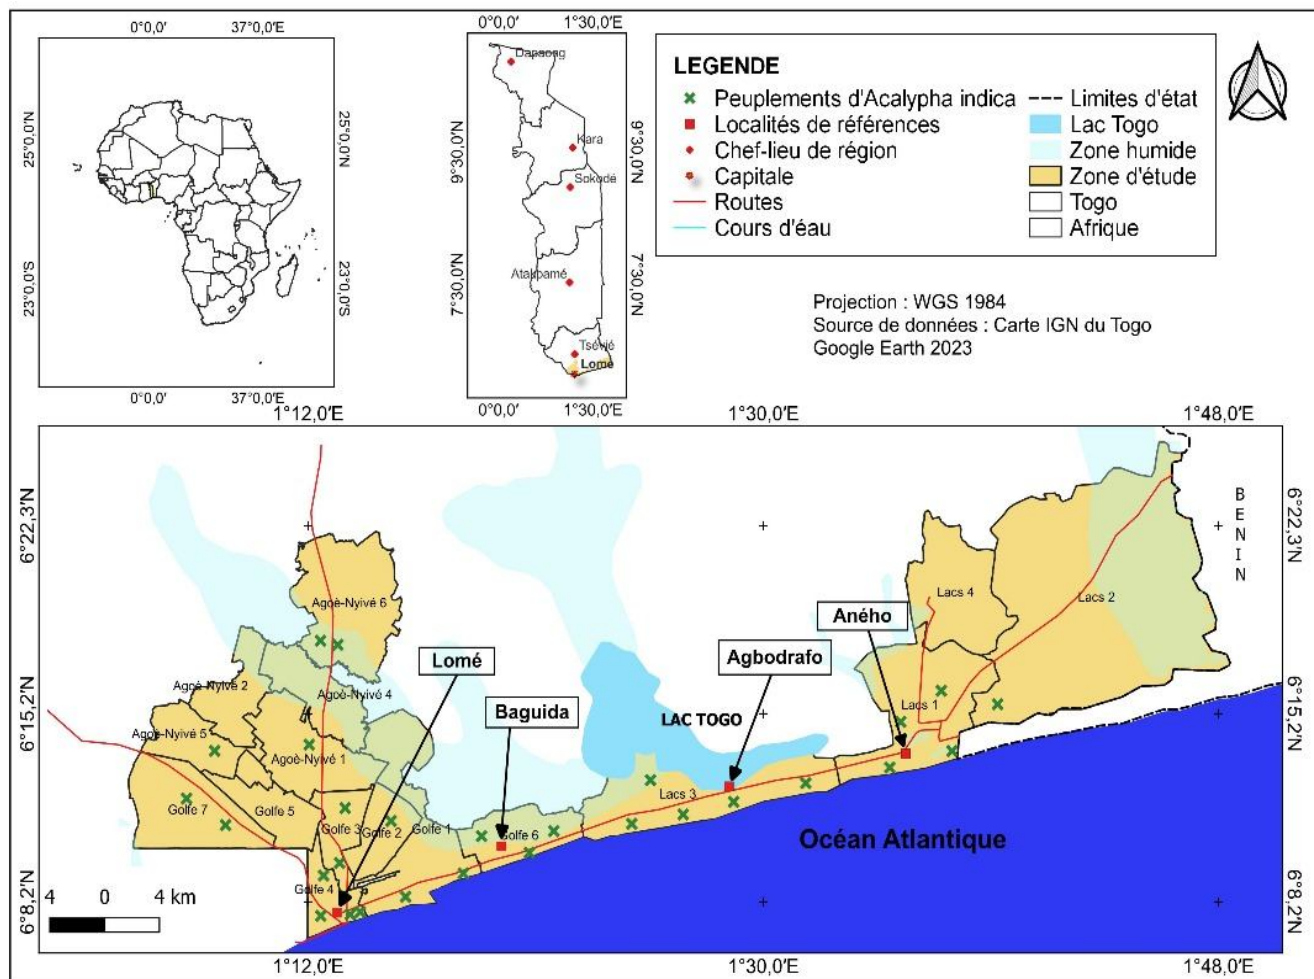 0°0,0' 37°0,0'E
25°0,0'N
25°0,0'N
23°0,0'S
23°0,0'S
0°0,0' 37°0,0'E
0°0,0' 1°30,0'E
9°30,0'N
9°30,0'N
7°30,0'N
7°30,0'N
0°0,0' 1°30,0'E
Dapaong
Kara
Sokodé
Atakpamé
Tsévié
Lomé
LEGENDE
Peuplements d'Acalypha indica
Localités de références
Chef-lieu de région
Capitale
Routes
Cours d'éau
Limites d'état
Lac Togo
Zone humide
Zone d'étude
Togo
Afrique
Projection : WGS 1984
Source de données : Carte IGN du Togo
Google Earth 2023
1°12,0'E 1°30,0'E 1°48,0'E
6°22,3'N
6°22,3'N
6°15,2'N
6°15,2'N
6°8,2'N
6°8,2'N
BENIN
Agoè-Nyivé 6
Lacs 4
Lacs 2
Aného
Lomé
Agbodrafo
Agoè-Nyivé 2
Agoè-Nyivé 4
Baguida
LAC TOGO
Lacs 1
Agoè-Nyivé 5
Agoè-Nyivé 1
Lacs 3
Golfe 7
Golfe 5
Golfe 3
Golfe 2
Golfe 1
Golfe 6
Océan Atlantique
Golfe 4
4 0 4 km
1°12,0'E 1°30,0'E 1°48,0'E